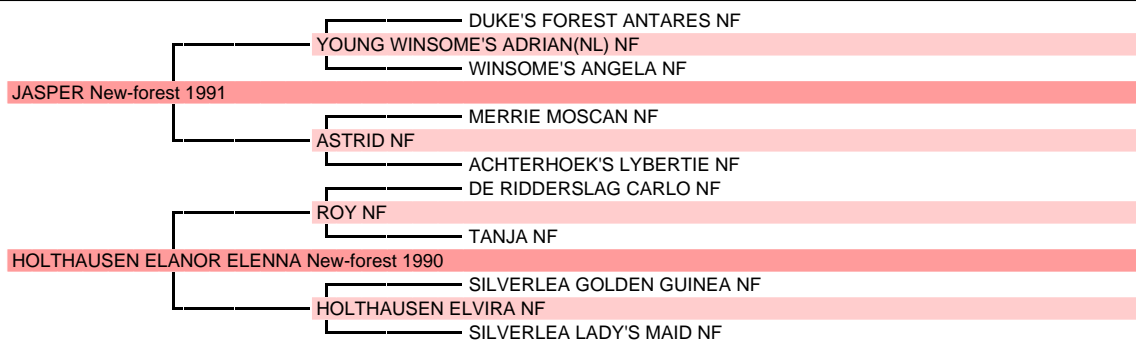 DUKE'S FOREST ANTARES NF
YOUNG WINSOME'S ADRIAN(NL) NF
WINSOME'S ANGELA NF
JASPER New-forest 1991
MERRIE MOSCAN NF
ASTRID NF
ACHTERHOEK'S LYBERTIE NF
DE RIDDERSLAG CARLO NF
ROY NF
TANJA NF
HOLTHAUSEN ELANOR ELENNA New-forest 1990
SILVERLEA GOLDEN GUINEA NF
HOLTHAUSEN ELVIRA NF
SILVERLEA LADY'S MAID NF